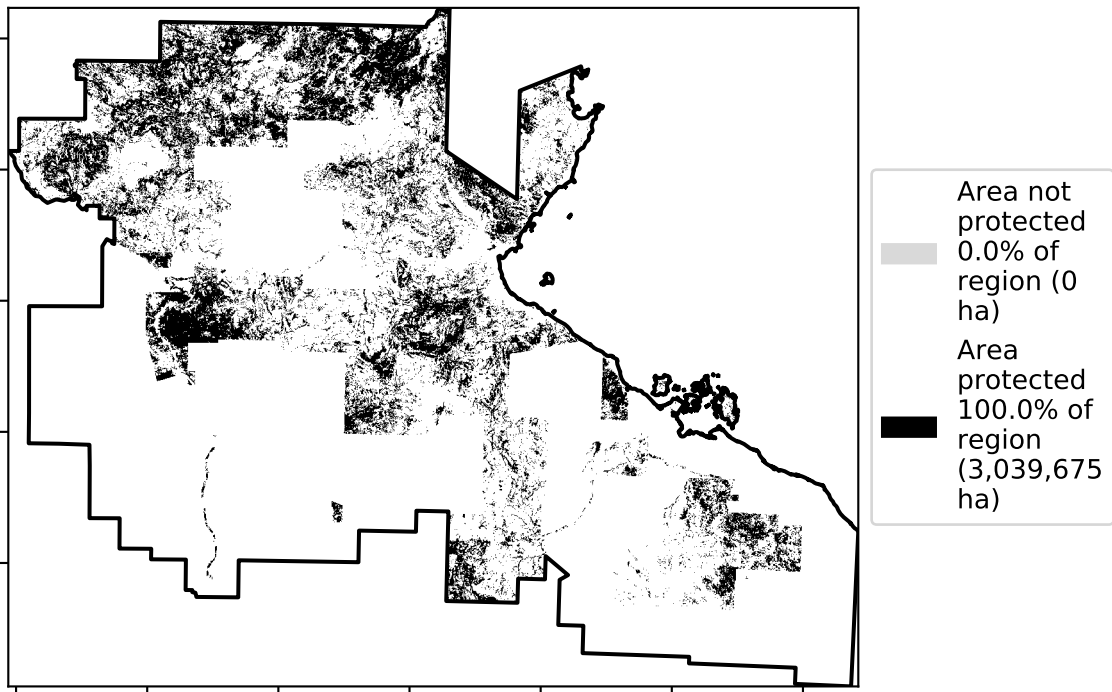 Area not
protected
0.0% of
region (0
ha)
Area
protected
100.0% of
region
(3,039,675
ha)